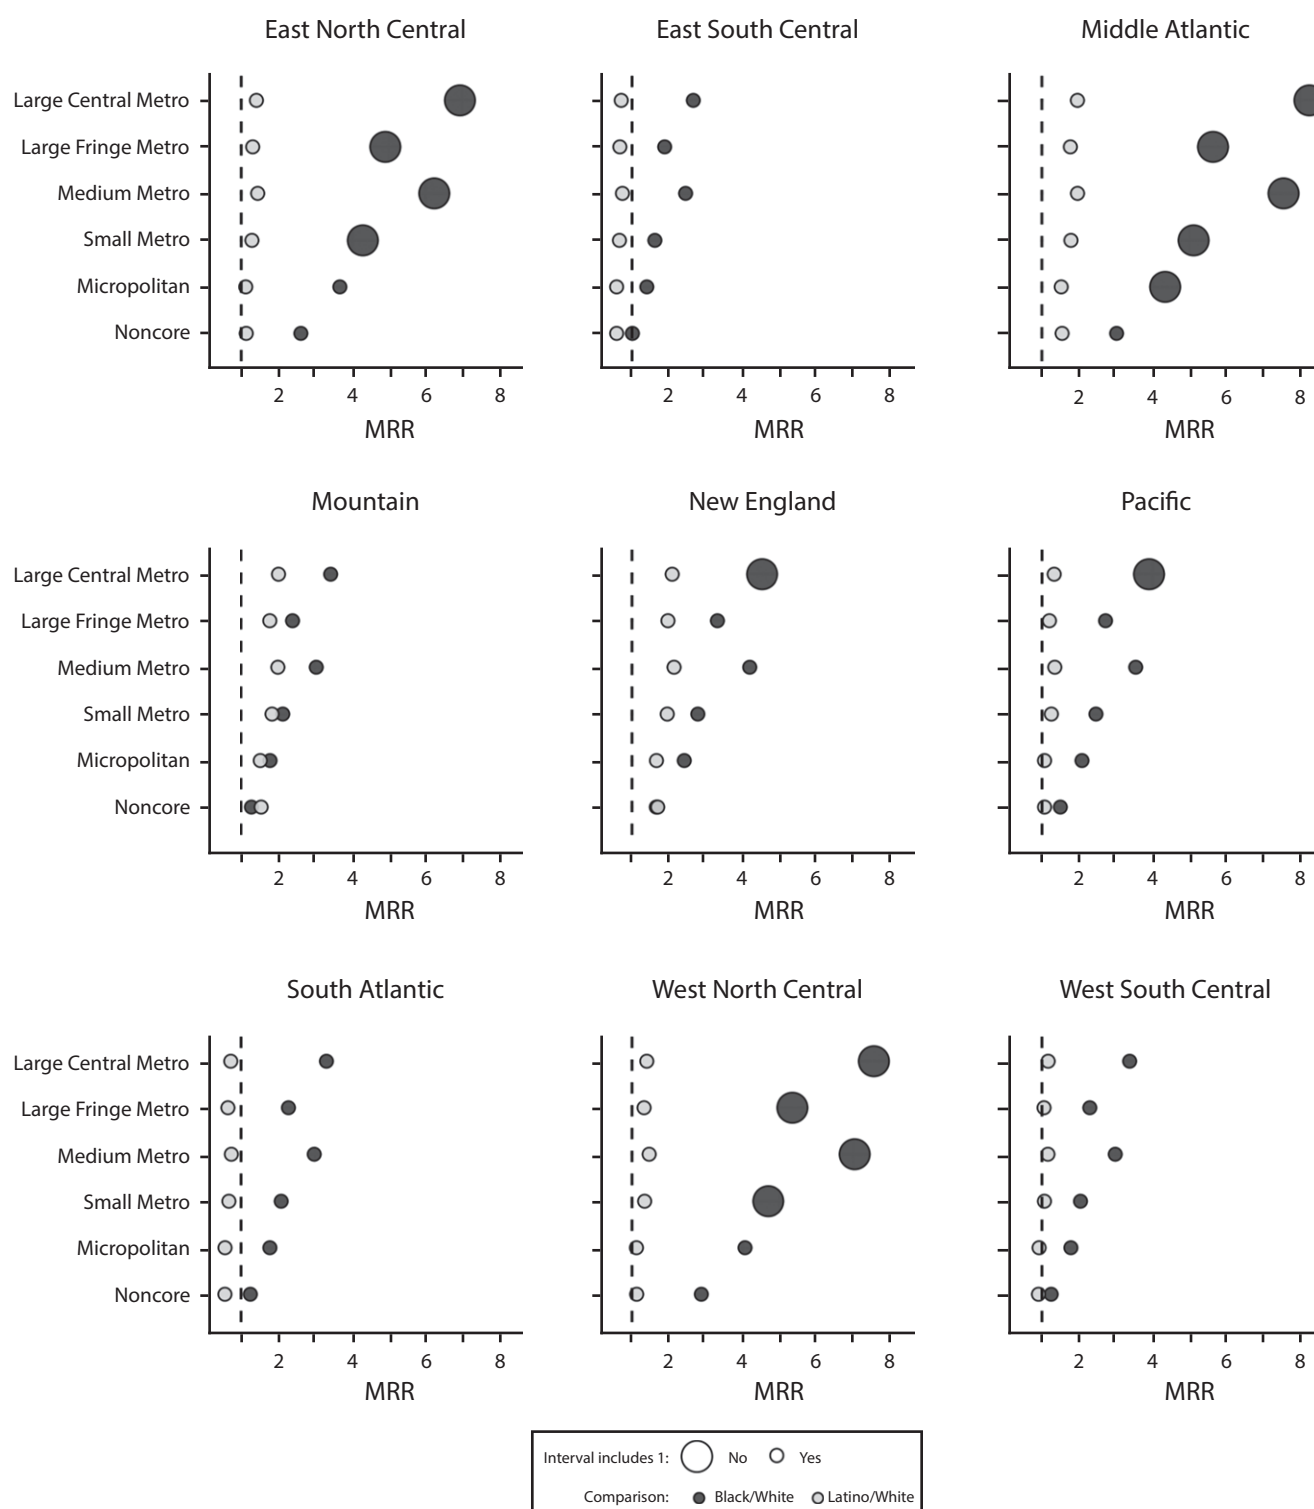 East North Central
East South Central
Middle Atlantic
Large Central Metro
Large Fringe Metro
Medium Metro
Small Metro
Micropolitan
Noncore
2 4 6 8
2 4 6 8
2 4 6 8
MRR
MRR
MRR
Mountain
New England
Pacific
Large Central Metro
Large Fringe Metro
Medium Metro
Small Metro
Micropolitan
Noncore
2 4 6 8
2 4 6 8
2 4 6 8
MRR
MRR
MRR
South Atlantic
West North Central
West South Central
Large Central Metro
Large Fringe Metro
Medium Metro
Small Metro
Micropolitan
Noncore
2 4 6 8
2 4 6 8
2 4 6 8
MRR
MRR
MRR
Interval includes 1: No Yes
Comparison: Black/White Latino/White